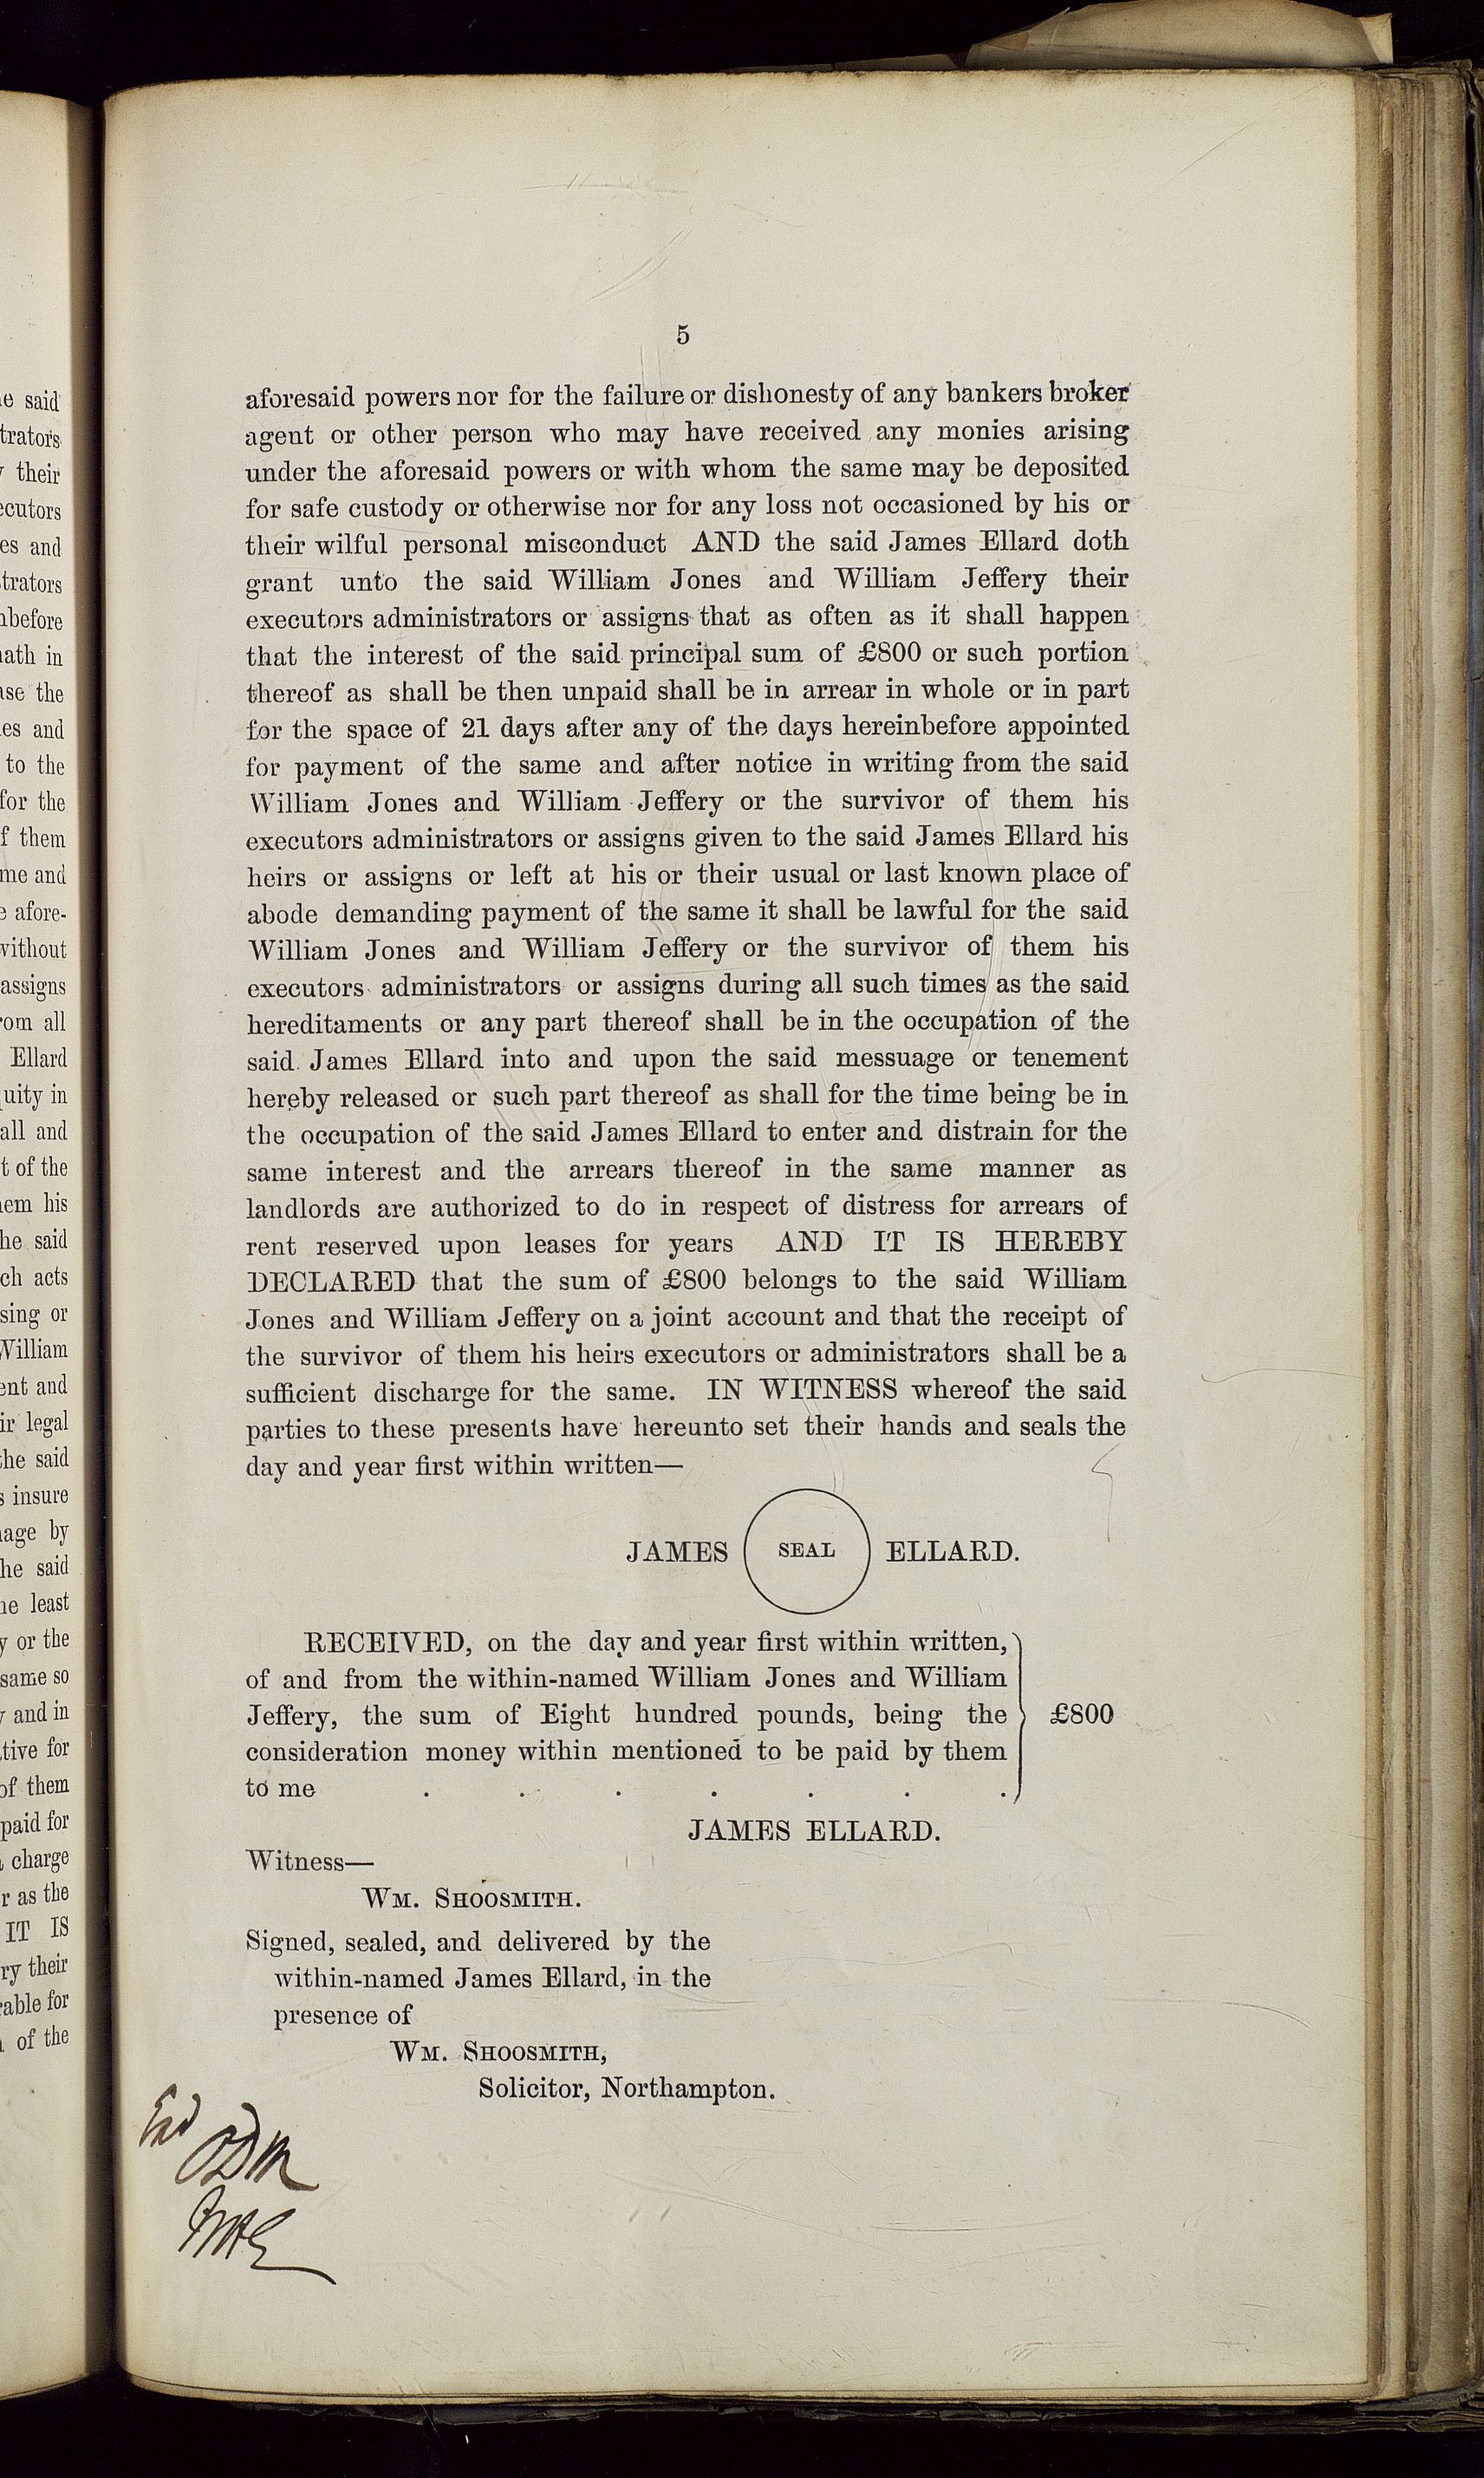 5
aforesaid powers nor for the failure or dishonesty of any bankers broker
agent or other person who may have received any monies arising
under the aforesaid powers or with whom the same may be deposited
for safe custody or otherwise nor for any loss not occasioned by his or
their wilful personal misconduct AND the said James Ellard doth
grant unto the said William Jones and William Jeffery their
executors administrators or assigns that as often as it shall happen
that the interest of the said principal sum of £800 or such portion
thereof as shall be then unpaid shall be in arrear in whole or in part
for the space of 21 days after any of the days hereinbefore appointed
for payment of the same and after notice in writing from the said
William Jones and William Jeffery or the survivor of them his
executors administrators or assigns given to the said James Ellard his
heirs or assigns or left at his or their usual or last known place of
abode demanding payment of the same it shall be lawful for the said
William Jones and William Jeffery or the survivor of them his
executors administrators or assigns during all such times as the said
hereditaments or any part thereof shall be in the occupation of the
said James Ellard into and upon the said messuage or tenement
hereby released or such part thereof as shall for the time being be in
the occupation of the said James Ellard to enter and distrain for the
same interest and the arrears thereof in the same manner as
landlords are authorized to do in respect of distress for arrears of
rent reserved upon leases for years AND IT IS HEREBY
DECLARED that the sum of £800 belongs to the said William
Jones and William Jeffery on a joint account and that the receipt of
the survivor of them his heirs executors or administrators shall be a
sufficient discharge for the same. IN WITNESS whereof the said
parties to these presents have hereunto set their hands and seals the
day and year first within written—
JAMES SEAL ELLARD.
RECEIVED, on the day and year first within written,
of and from the within-named William Jones and William
Jeffery, the sum of Eight hundred pounds, being the £800
consideration money within mentioned to be paid by them
to me . . . . . . .
JAMES ELLARD.
Witness—
WM. SHOOSMITH.
Signed, sealed, and delivered by the
within-named James Ellard, in the
presence of
WM. SHOOSMITH,
Solicitor, Northampton.